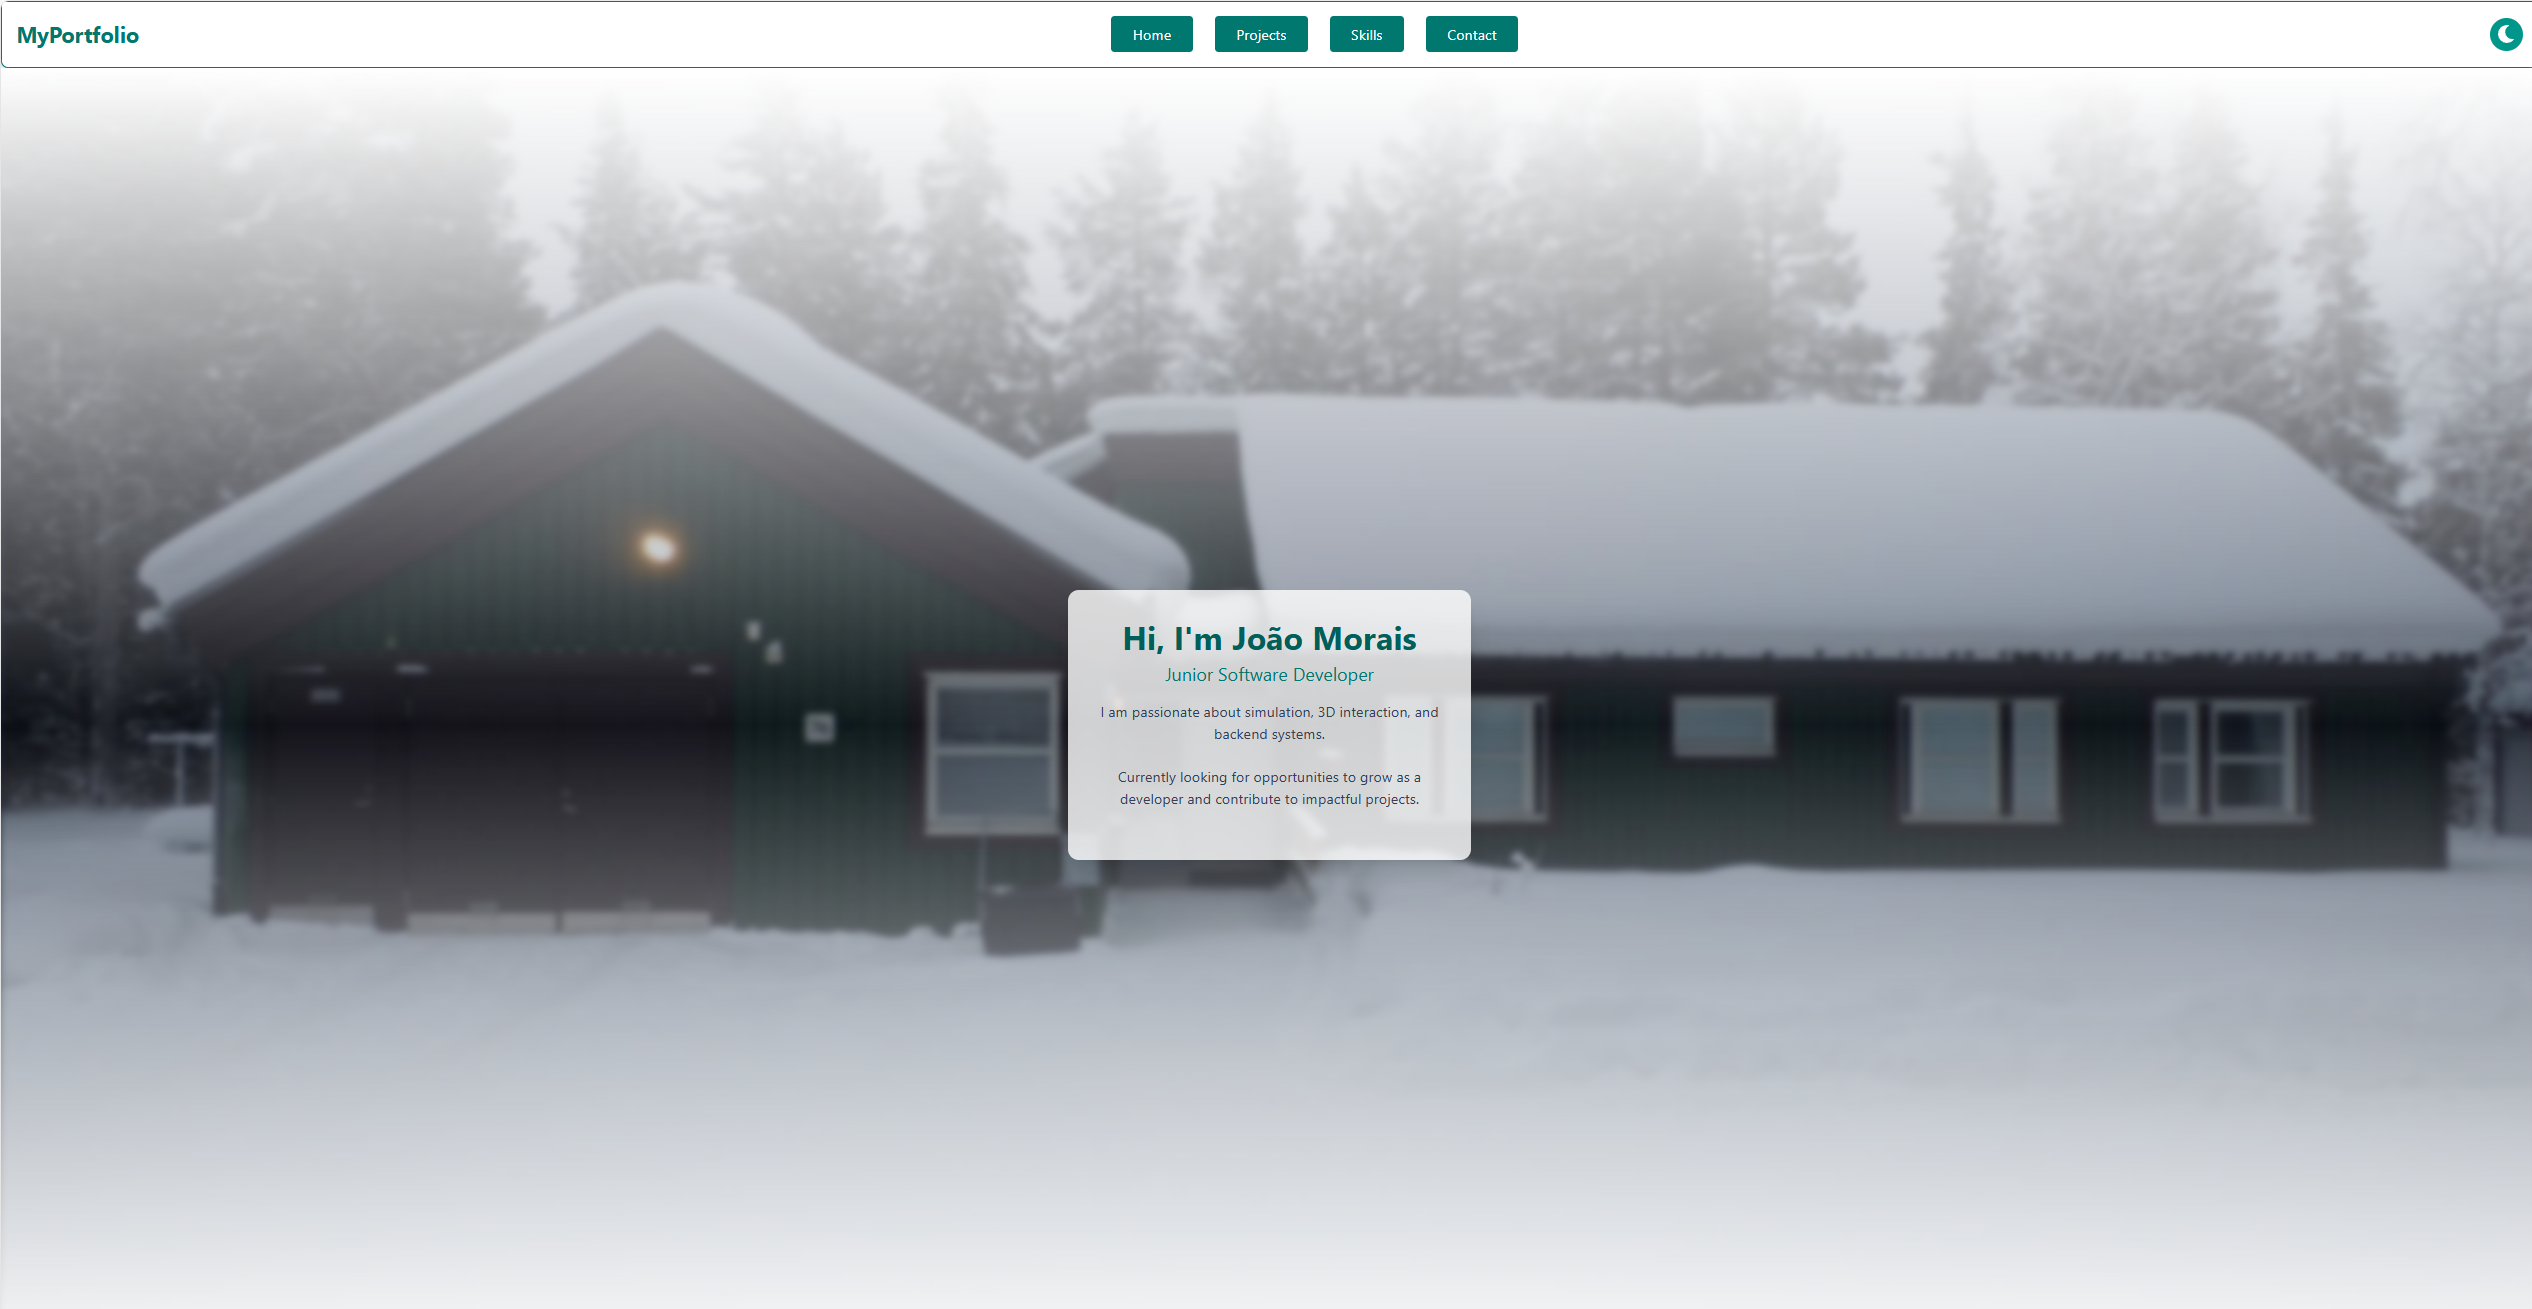 MyPortfolio
Home
Projects
Skills
Contact
Hi, I'm João Morais
Junior Software Developer
I am passionate about simulation, 3D interaction, and
backend systems.
Currently looking for opportunities to grow as a
developer and contribute to impactful projects.